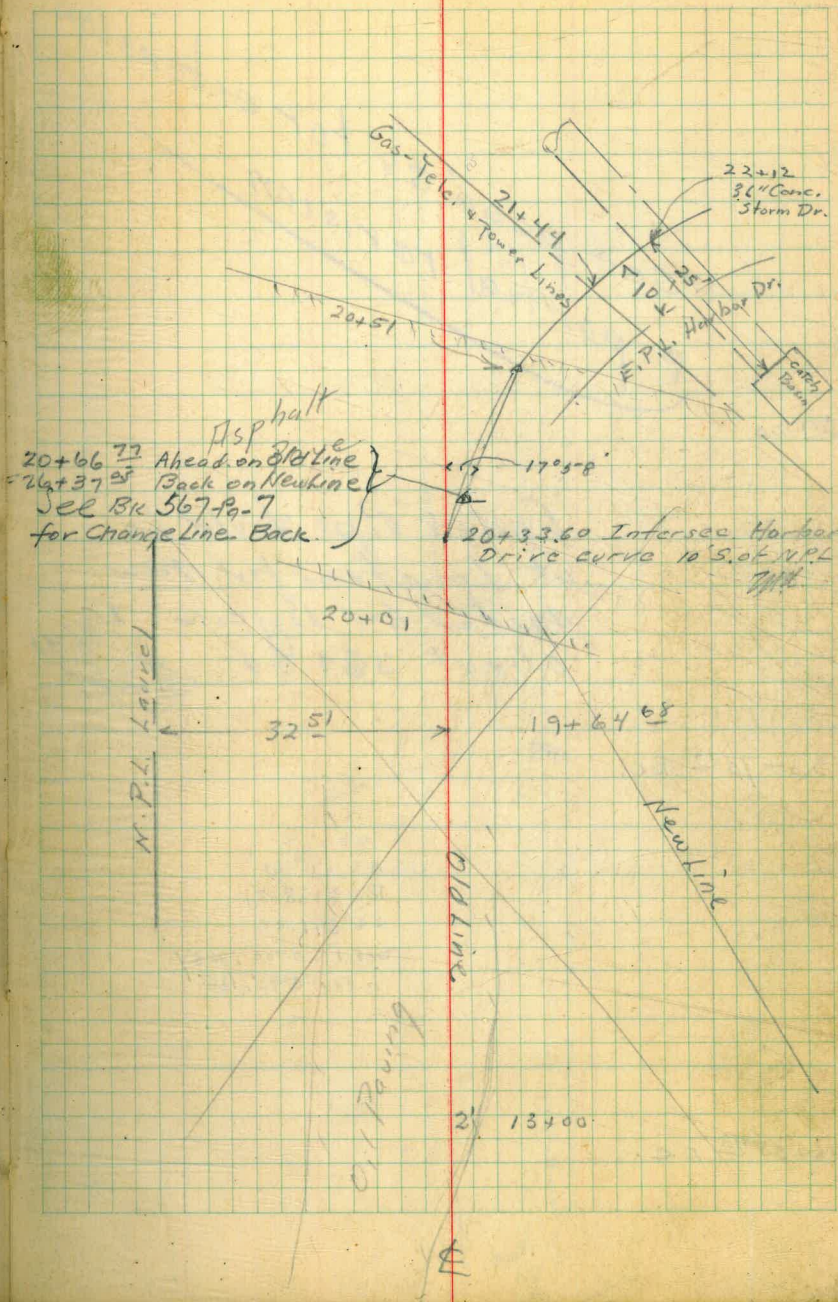 Gas-Tele. & Power Lines
21+44
22+12
36" Conc.
Storm Dr.
25'
10'
Harbor Dr.
E.P.L.
Catch
Basin
20+51
Asphalt
20+66 77 Ahead on Old Line
=26+37 Back on New Line
See Bk 567-Pg-7
for Change Line Back.
17°58'
20+33.60 Intersec. Harbor
Drive curve 10' S. of N.P.L.
20+01
N.P.L. Laurel
32 51
19+64 68
New Line
Old Line
Oil Paving
2'
13+00